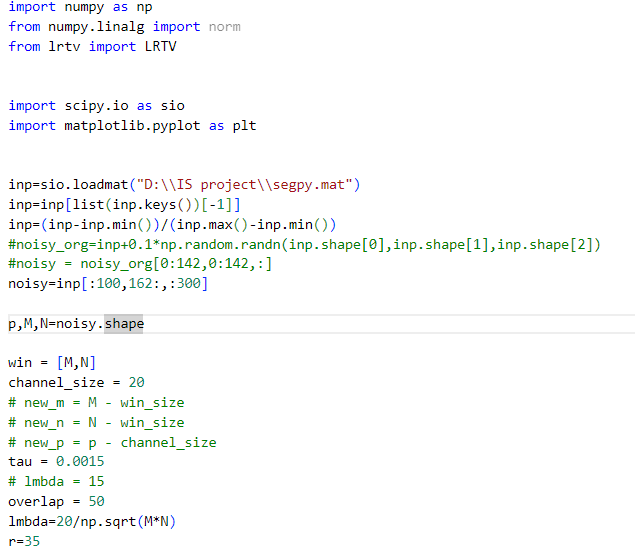 import numpy as np
from numpy.linalg import norm
from lrtv import LRTV
import scipy.io as sio
import matplotlib.pyplot as plt
inp=sio.loadmat("D:\\IS project\\segpy.mat")
inp=inp[list(inp.keys())[-1]]
inp=(inp-inp.min())/(inp.max()-inp.min())
#noisy_org=inp+0.1*np.random.randn(inp.shape[0],inp.shape[1],inp.shape[2])
#noisy = noisy_org[0:142,0:142,:]
noisy=inp[:100,162:,:300]
p,M,N=noisy.shape
win = [M,N]
channel_size = 20
# new_m = M - win_size
# new_n = N - win_size
# new_p = p - channel_size
tau = 0.0015
# lmbda = 15
overlap = 50
lmbda=20/np.sqrt(M*N)
r=35